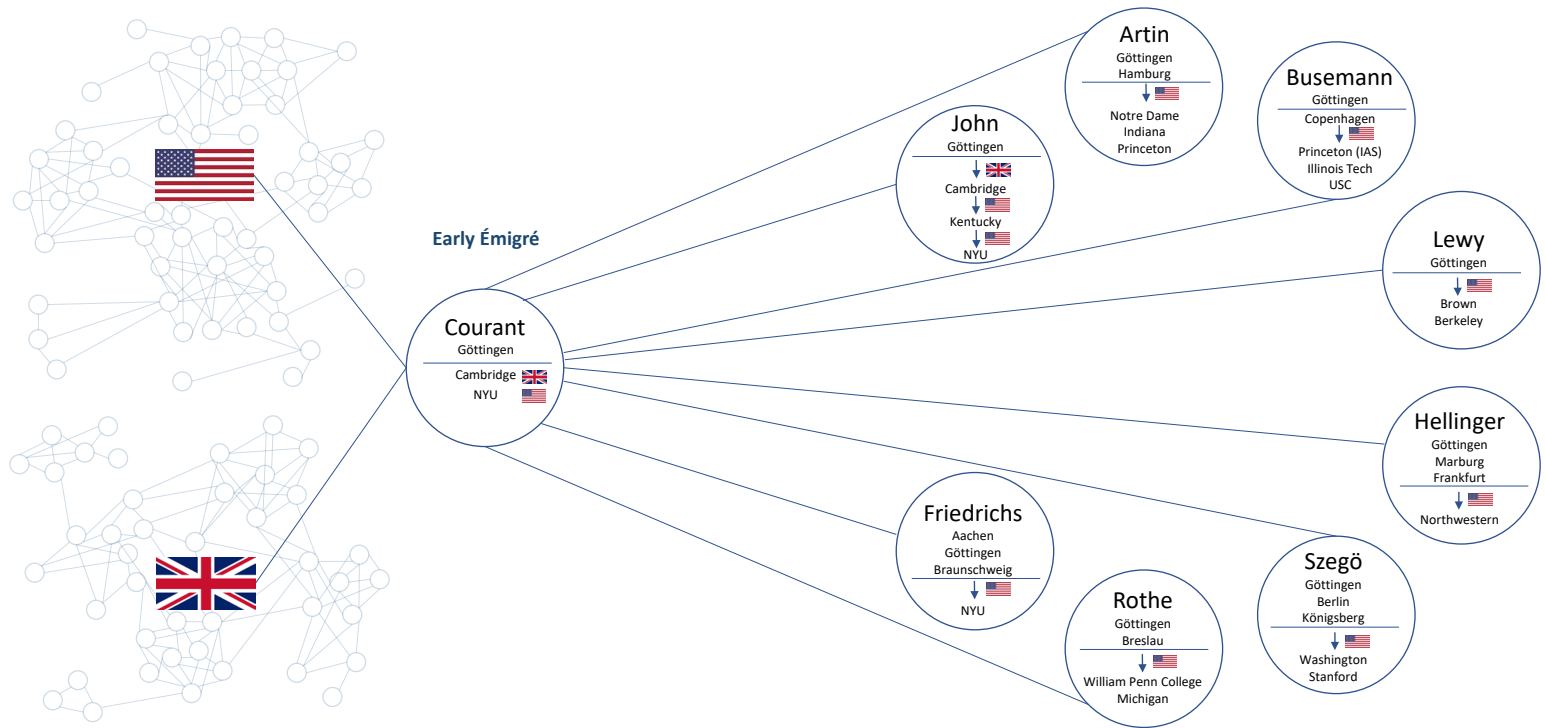 Early Émigré
Courant
Göttingen
Cambridge
NYU
Artin
Göttingen
Hamburg
Notre Dame
Indiana
Princeton
John
Göttingen
Cambridge
Kentucky
NYU
Busemann
Göttingen
Copenhagen
Princeton (IAS)
Illinois Tech
USC
Lewy
Göttingen
Brown
Berkeley
Hellinger
Göttingen
Marburg
Frankfurt
Northwestern
Friedrichs
Aachen
Göttingen
Braunschweig
NYU
Szegö
Göttingen
Berlin
Königsberg
Washington
Stanford
Rothe
Göttingen
Breslau
William Penn College
Michigan